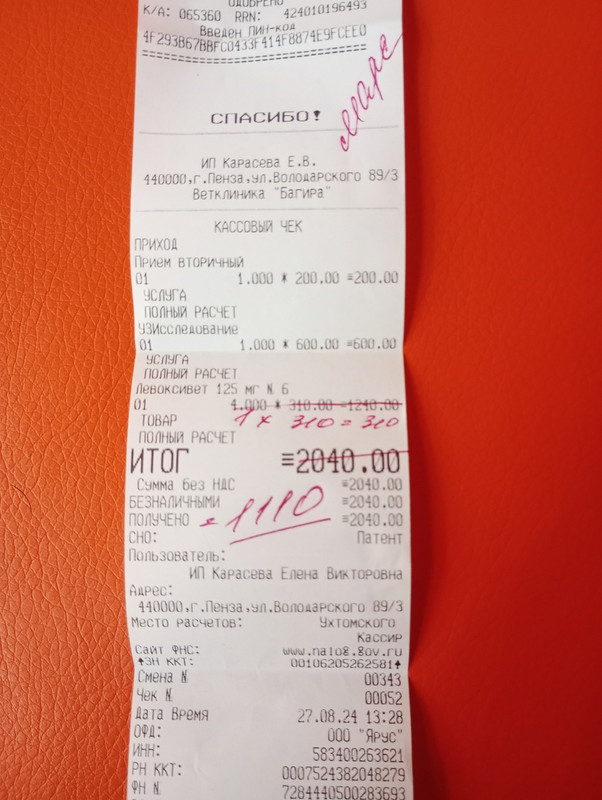 ОДОБРЕНО
К/А: 065360 RRN: 424010196493
Введен ПИН-код
4F293B67BBFC0433F414F8874E9FCEE0
================================
Марс
СПАСИБО!
ИП Карасева Е.В.
440000,г.Пенза,ул.Володарского 89/3
Ветклиника "Багира"
КАССОВЫЙ ЧЕК
ПРИХОД
Прием вторичный
01 1.000 * 200.00 =200.00
УСЛУГА
ПОЛНЫЙ РАСЧЕТ
УЗИсследование
01 1.000 * 600.00 =600.00
УСЛУГА
ПОЛНЫЙ РАСЧЕТ
Левоксивет 125 мг N 6
01 4.000 * 310.00 =1240.00
ТОВАР 1 x 310 = 310
ПОЛНЫЙ РАСЧЕТ
ИТОГ =2040.00
Сумма без НДС =2040.00
БЕЗНАЛИЧНЫМИ =2040.00
ПОЛУЧЕНО = 1110 =2040.00
СНО: Патент
Пользователь:
ИП Карасева Елена Викторовна
Адрес:
440000,г.Пенза,ул.Володарского 89/3
Место расчетов: Ухтомского
Кассир
Сайт ФНС: www.nalog.gov.ru
↑ЗН ККТ: 00106205262581↑
Смена N 00343
Чек N 00052
Дата Время 27.08.24 13:28
ОФД: ООО "Ярус"
ИНН: 583400263621
РН ККТ: 0007524382048279
ФН N 7284440500283693